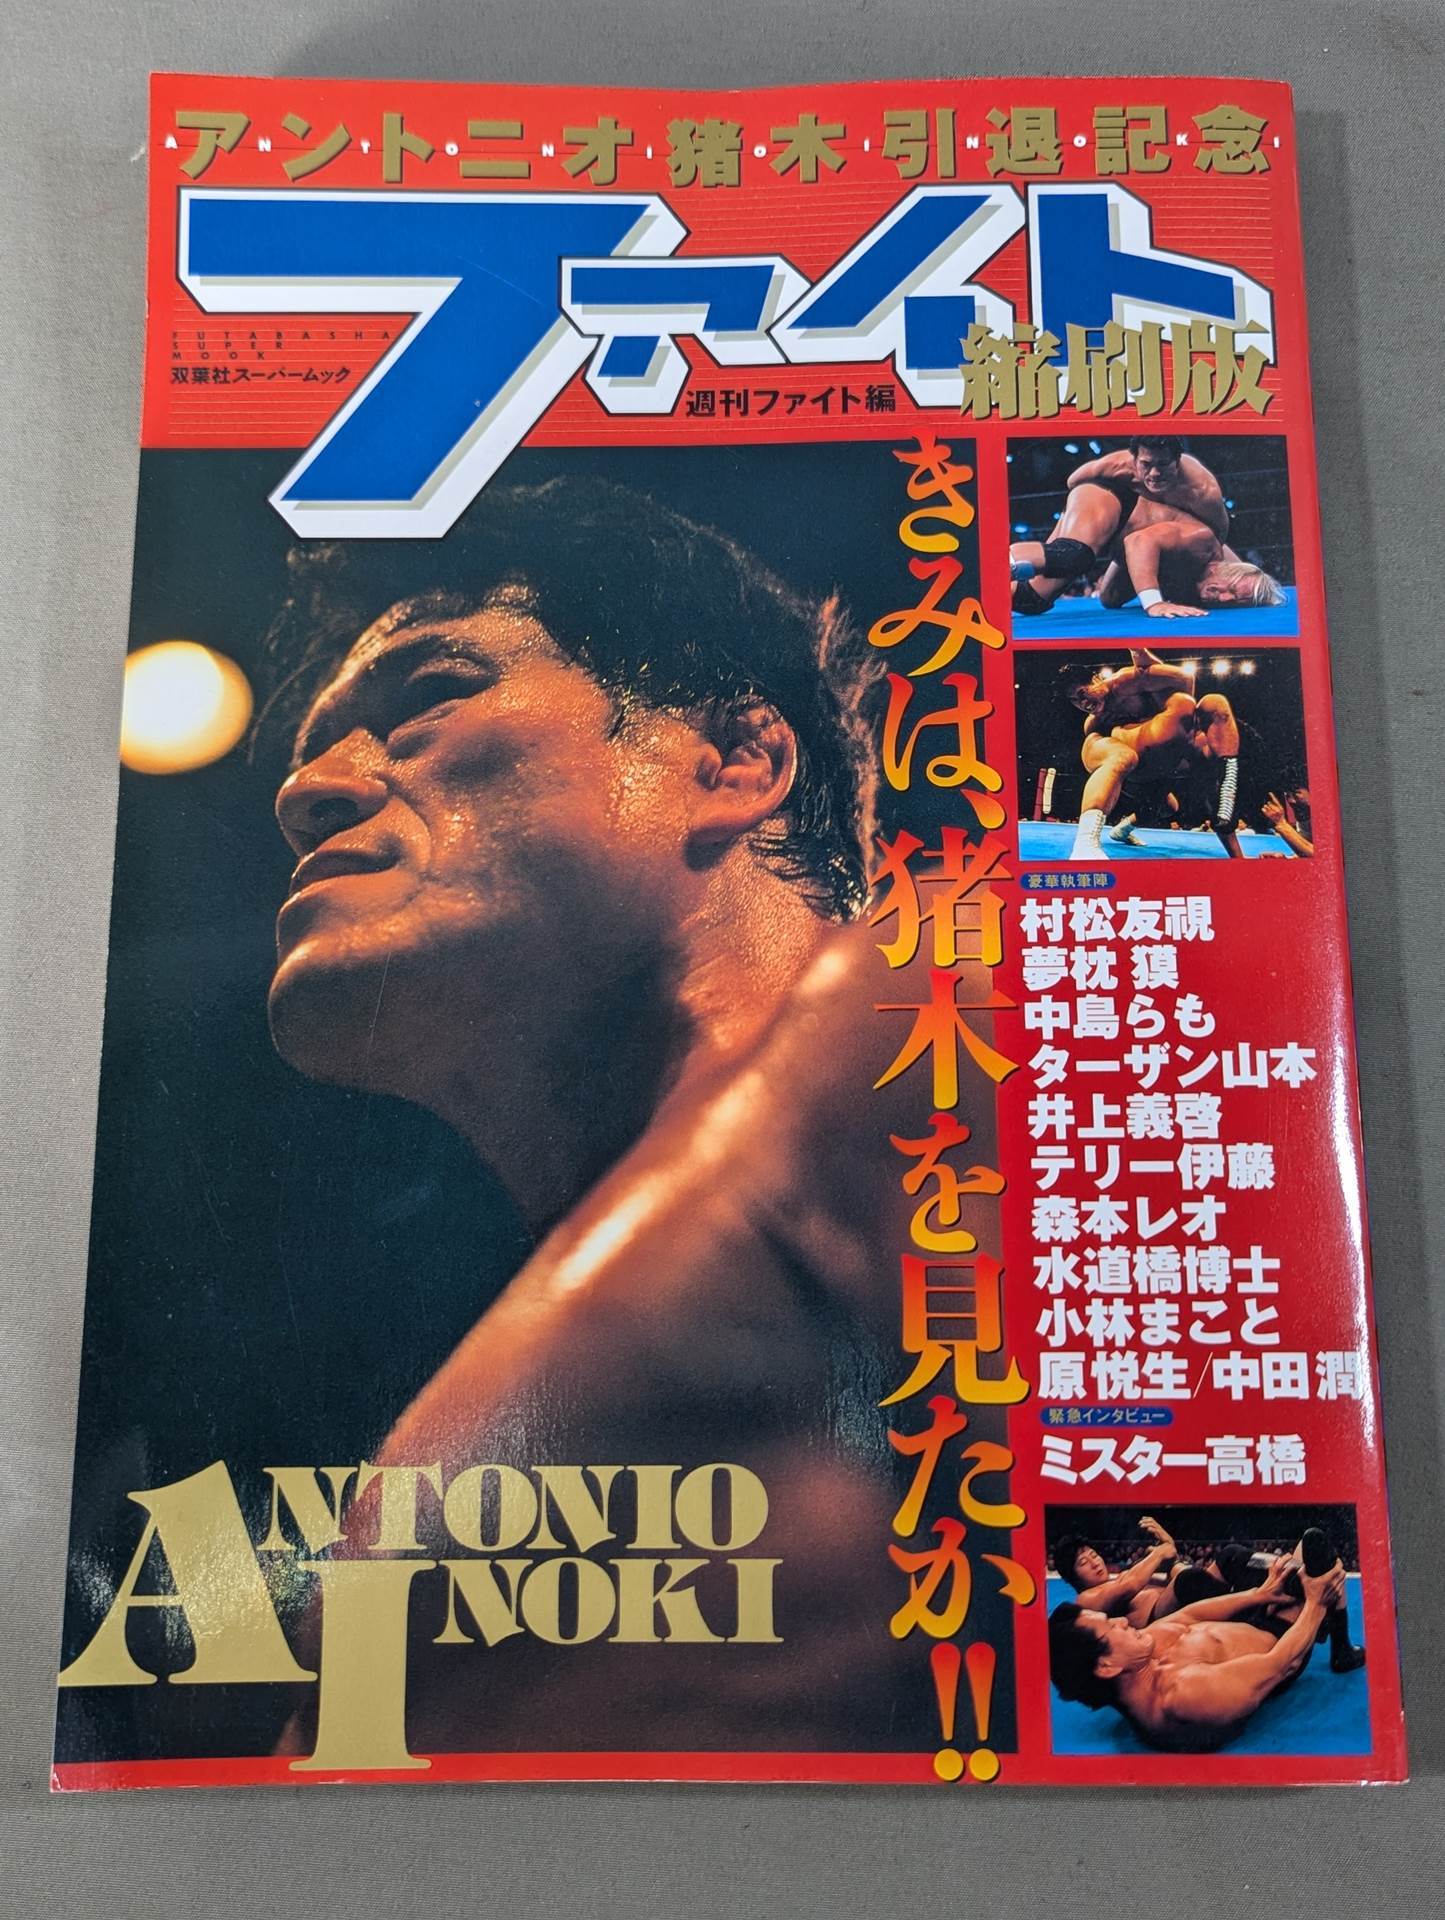 アントニオ猪木引退記念
ANTONIO INOKI
ファイト
縮刷版
FUTABASHA
SUPER
MOOK
双葉社スーパームック
週刊ファイト編
きみは、猪木を見たか!!
豪華執筆陣
村松友視
夢枕 獏
中島らも
ターザン山本
井上義啓
テリー伊藤
森本レオ
水道橋博士
小林まこと
原悦生/中田潤
緊急インタビュー
ミスター高橋
ANTONIO
INOKI